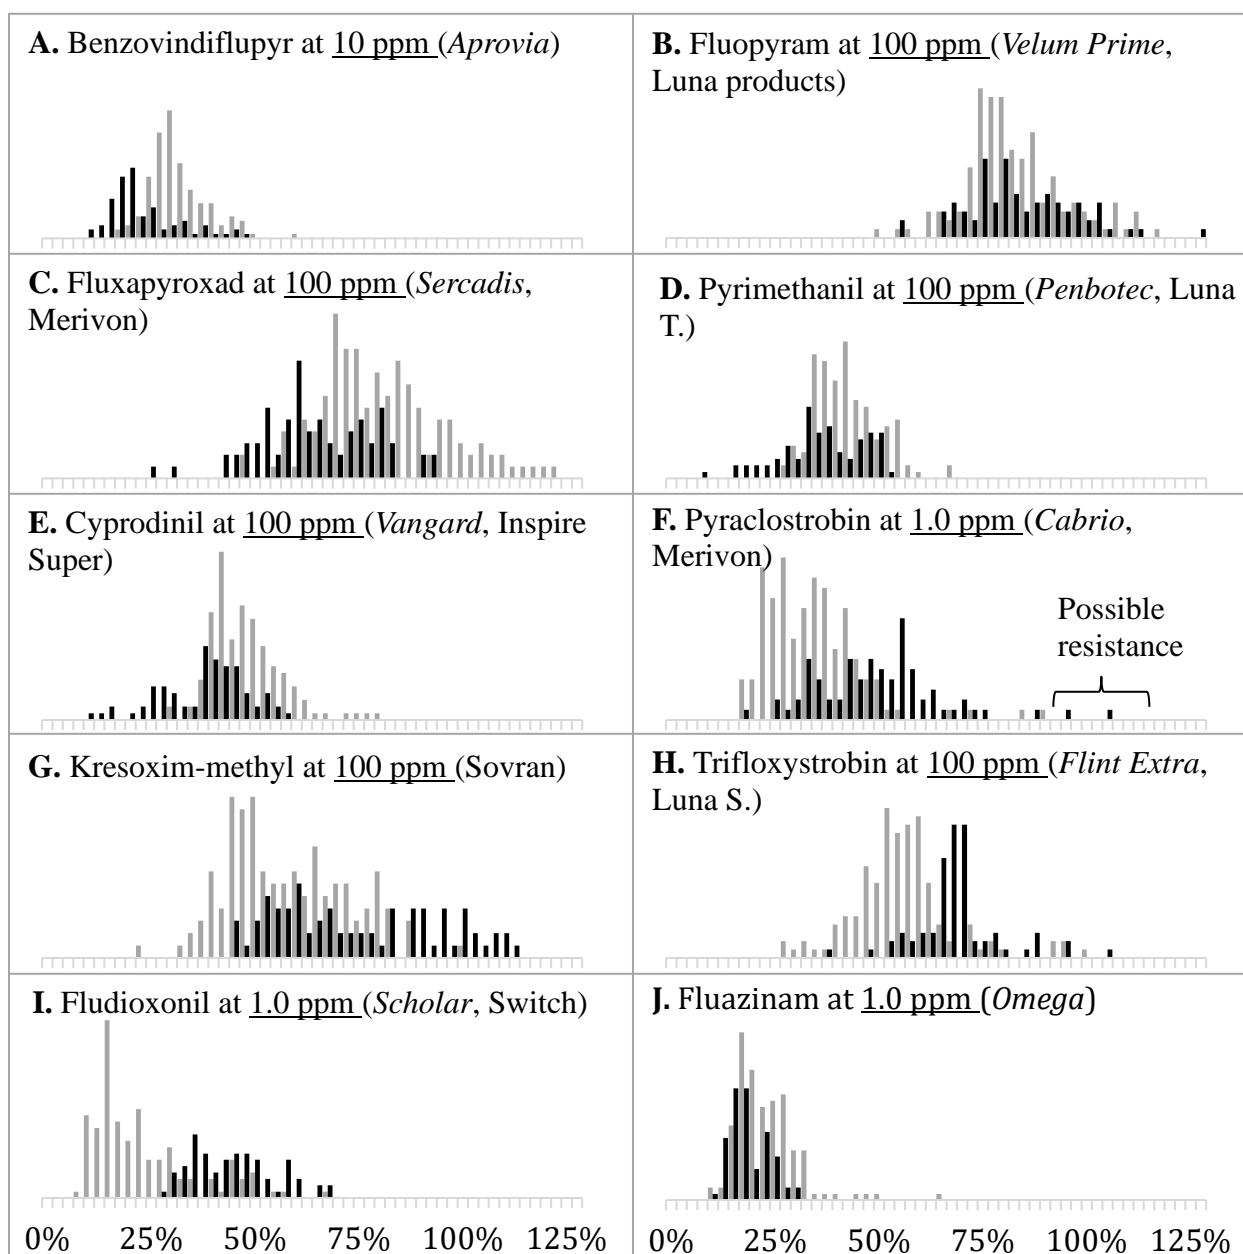 A. Benzovindiflupyr at 10 ppm (Aprovia)
B. Fluopyram at 100 ppm (Velum Prime,
Luna products)
C. Fluxapyroxad at 100 ppm (Sercadis,
Merivon)
D. Pyrimethanil at 100 ppm (Penbotec, Luna
T.)
E. Cyprodinil at 100 ppm (Vangard, Inspire
Super)
F. Pyraclostrobin at 1.0 ppm (Cabrio,
Merivon)
Possible
resistance
G. Kresoxim-methyl at 100 ppm (Sovran)
H. Trifloxystrobin at 100 ppm (Flint Extra,
Luna S.)
I. Fludioxonil at 1.0 ppm (Scholar, Switch)
J. Fluazinam at 1.0 ppm (Omega)
0% 25% 50% 75% 100% 125%
0% 25% 50% 75% 100% 125%